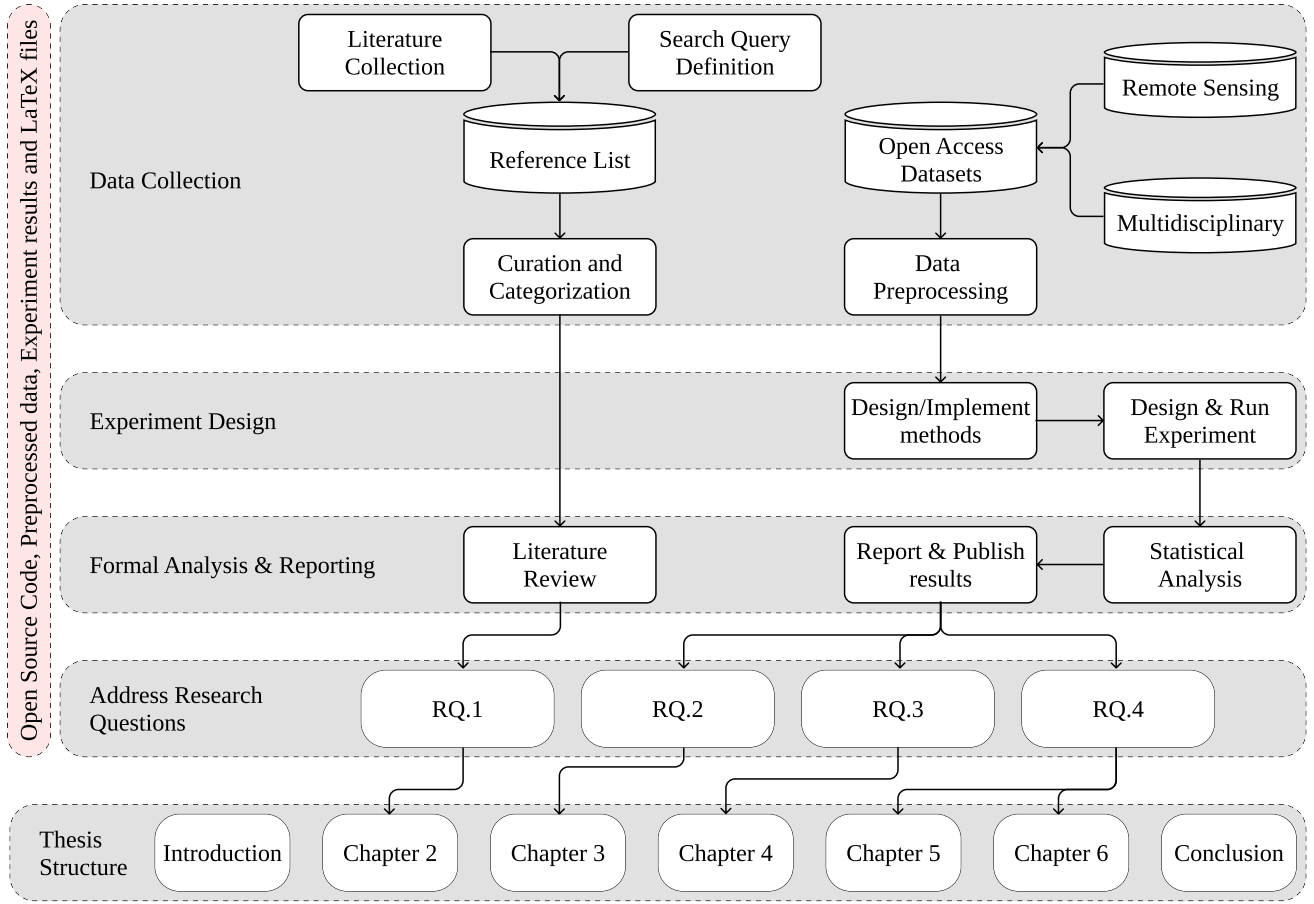 Open Source Code, Preprocessed data, Experiment results and LaTeX files
Data Collection
Literature
Collection
Search Query
Definition
Reference List
Curation and
Categorization
Open Access
Datasets
Data
Preprocessing
Remote Sensing
Multidisciplinary
Experiment Design
Design/Implement
methods
Design & Run
Experiment
Formal Analysis & Reporting
Literature
Review
Report & Publish
results
Statistical
Analysis
Address Research
Questions
RQ.1
RQ.2
RQ.3
RQ.4
Thesis
Structure
Introduction
Chapter 2
Chapter 3
Chapter 4
Chapter 5
Chapter 6
Conclusion